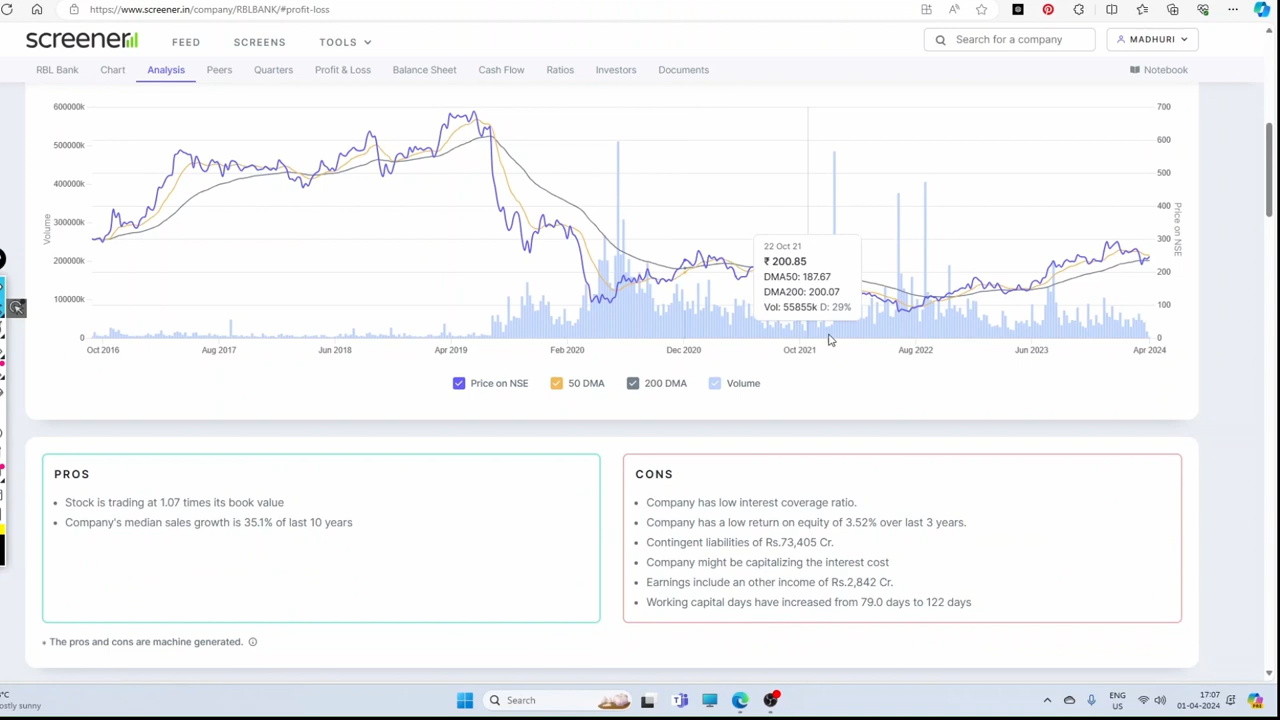 https://www.screener.in/company/RBLBANK/#profit-loss
screener
FEED
SCREENS
TOOLS
Search for a company
MADHURI
RBL Bank
Chart
Analysis
Peers
Quarters
Profit & Loss
Balance Sheet
Cash Flow
Ratios
Investors
Documents
Notebook
600000k
500000k
400000k
300000k
200000k
100000k
0
Volume
700
600
500
400
300
200
100
0
Price on NSE
22 Oct 21
₹ 200.85
DMA50: 187.67
DMA200: 200.07
Vol: 55855k D: 29%
Oct 2016
Aug 2017
Jun 2018
Apr 2019
Feb 2020
Dec 2020
Oct 2021
Aug 2022
Jun 2023
Apr 2024
Price on NSE
50 DMA
200 DMA
Volume
PROS
Stock is trading at 1.07 times its book value
Company's median sales growth is 35.1% of last 10 years
CONS
Company has low interest coverage ratio.
Company has a low return on equity of 3.52% over last 3 years.
Contingent liabilities of Rs.73,405 Cr.
Company might be capitalizing the interest cost
Earnings include an other income of Rs.2,842 Cr.
Working capital days have increased from 79.0 days to 122 days
* The pros and cons are machine generated.
Search
ENG
US
17:07
01-04-2024